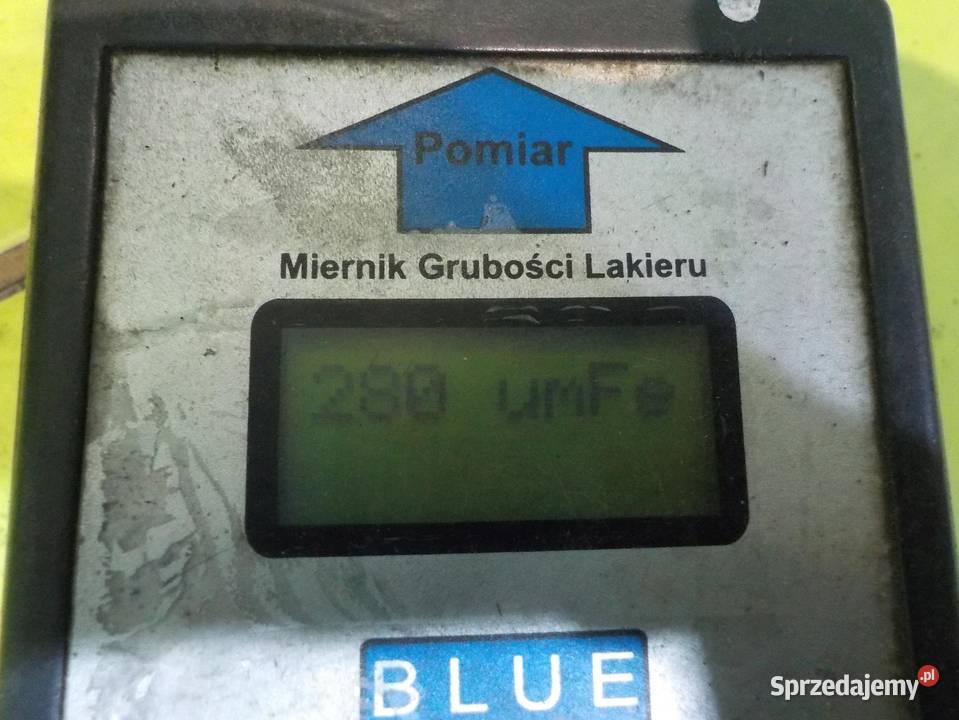 Pomiar
Miernik Grubości Lakieru
280 umFe
BLUE
Sprzedajemy.pl